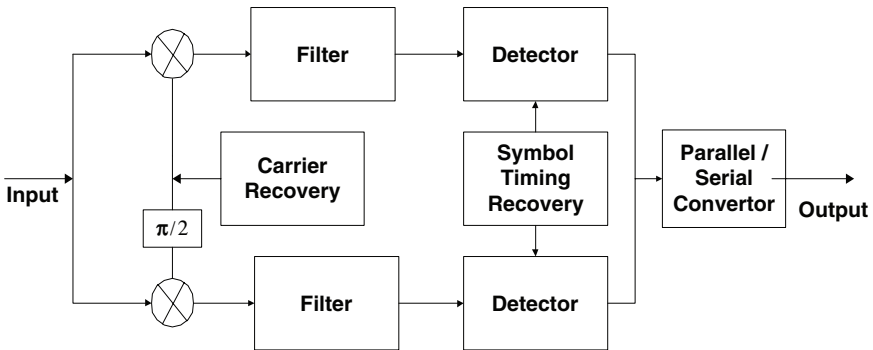 Filter
Detector
Input
Carrier
Recovery
Symbol
Timing
Recovery
Parallel /
Serial
Convertor
Output
π/2
Filter
Detector